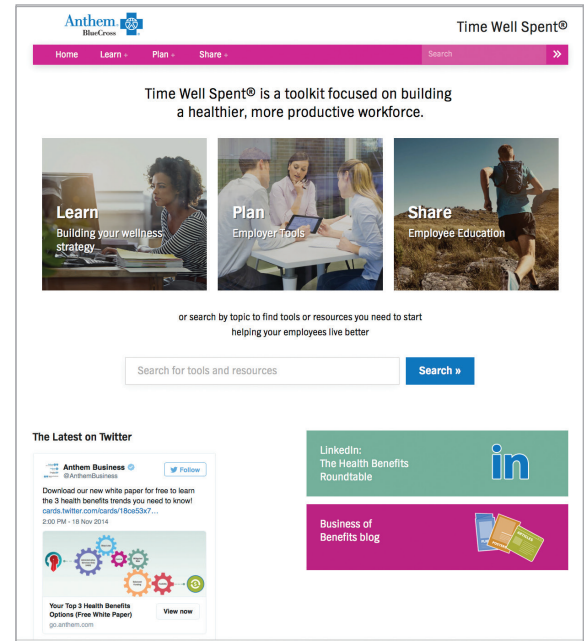 Anthem
BlueCross
Time Well Spent®
Home Learn + Plan + Share + Search »
Time Well Spent® is a toolkit focused on building
a healthier, more productive workforce.
Learn
Building your wellness
strategy
Plan
Employer Tools
Share
Employee Education
or search by topic to find tools or resources you need to start
helping your employees live better
Search for tools and resources
Search »
The Latest on Twitter
Anthem Business
@AnthemBusiness
Follow
Download our new white paper for free to learn
the 3 health benefits trends you need to know!
cards.twitter.com/cards/18ce53x7...
2:00 PM - 18 Nov 2014
Your Top 3 Health Benefits
Options (Free White Paper)
go.anthem.com
View now
LinkedIn:
The Health Benefits
Roundtable
in
Business of
Benefits blog